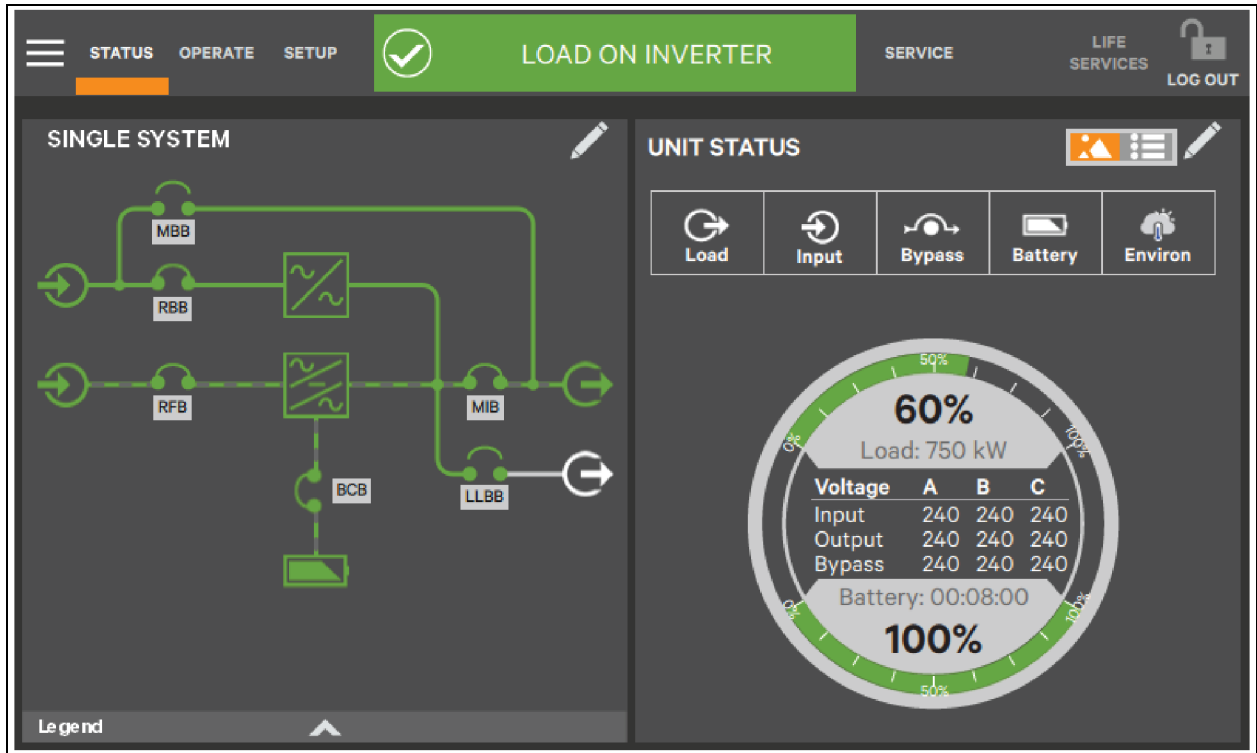 STATUS OPERATE SETUP LOAD ON INVERTER SERVICE LIFE SERVICES LOG OUT
SINGLE SYSTEM
MBB
RBB
RFB
MIB
BCB
LLBB
Legend
UNIT STATUS
Load Input Bypass Battery Environ
0% 50% 100%
60%
Load: 750 kW
Voltage A B C
Input 240 240 240
Output 240 240 240
Bypass 240 240 240
Battery: 00:08:00
100%
0% 50% 100%